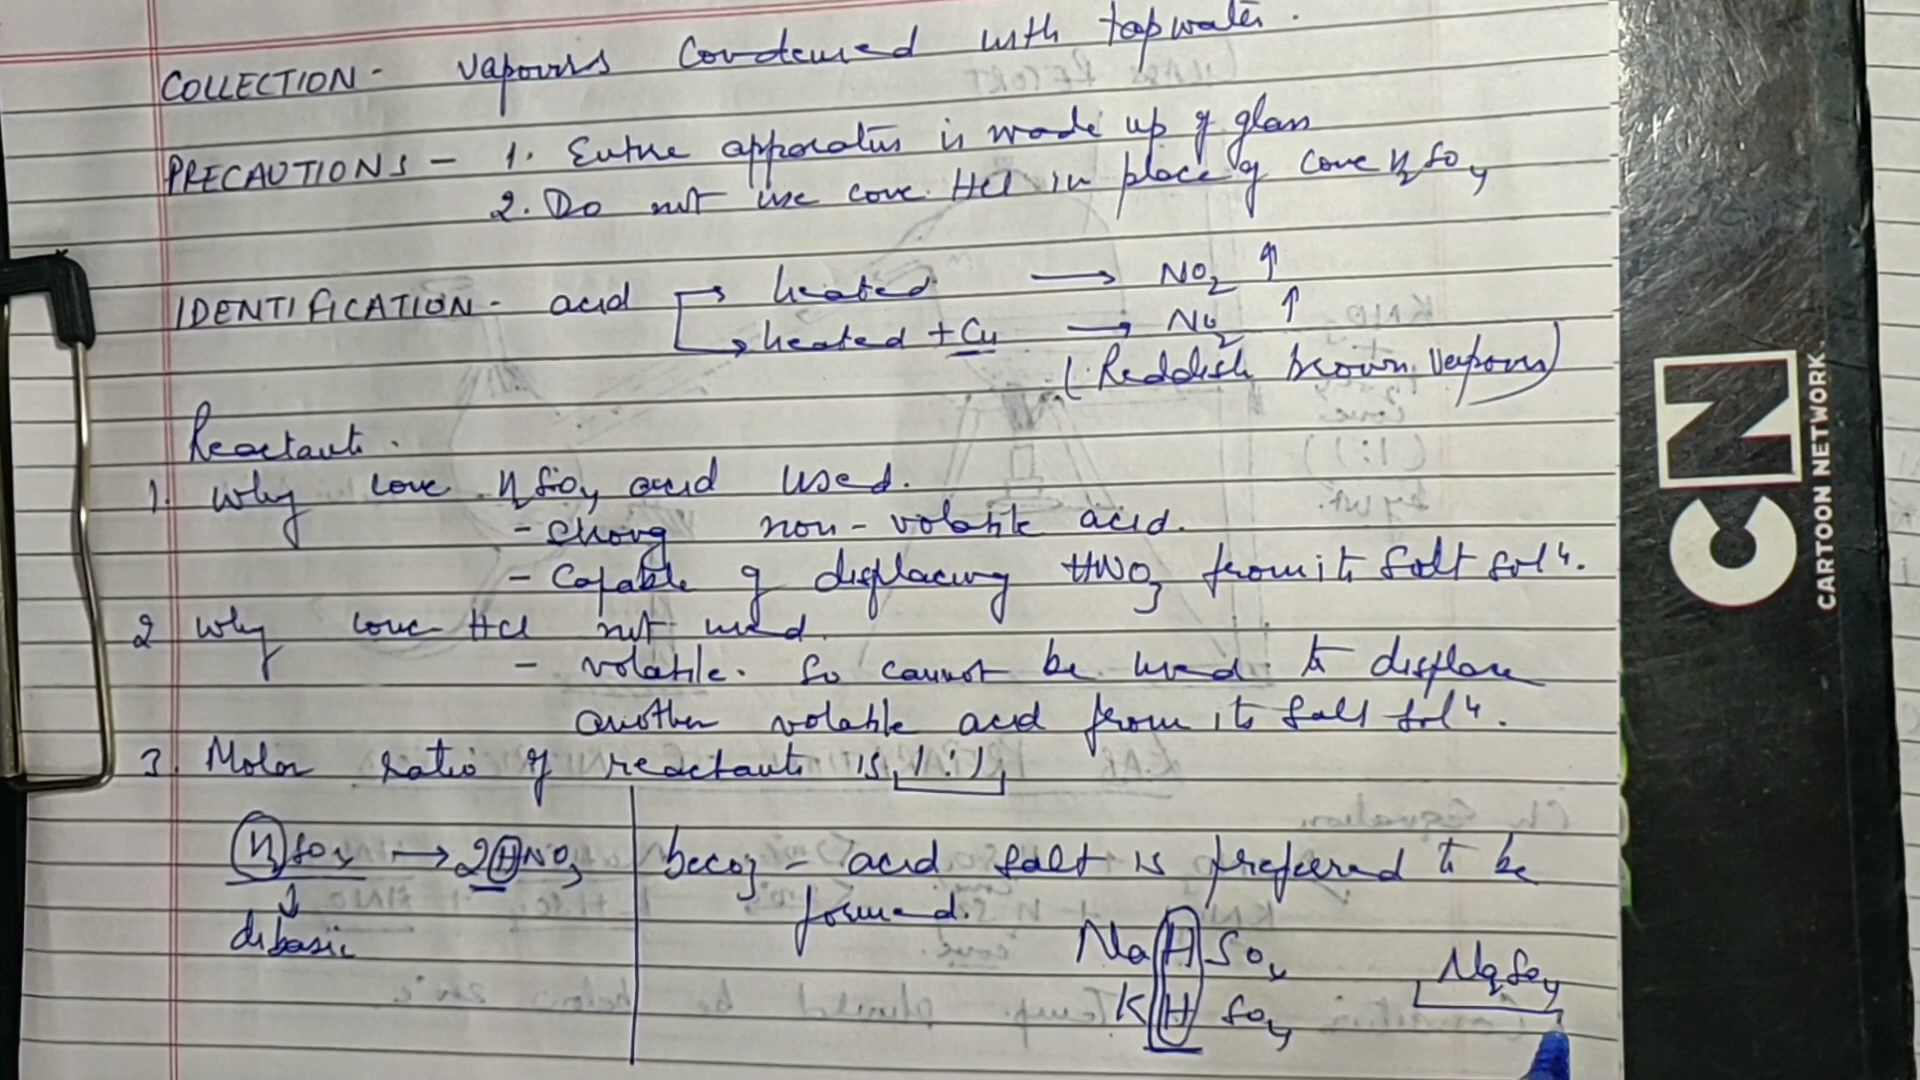 COLLECTION - vapours condensed with tap water.
PRECAUTIONS - 1. Entire apparatus is made up of glass
2. Do not use conc. HCl in place of conc H2SO4
IDENTIFICATION - acid → heated → NO2 ↑
→ heated + Cu → NO2 ↑
(Reddish brown vapours)
Reactants.
1. Why conc H2SO4 acid used.
- Strong non-volatile acid.
- Capable of displacing HNO3 from its salt soln.
2 Why conc HCl not used.
- volatile. So cannot be used to displace
another volatile acid from its salt soln.
3. Molar ratio of reactants is 1:1
H2SO4 → 2HNO3
dibasic
becoz - acid salt is preferred to be
formed.
NaHSO4
Na2SO4
KHSO4
CN
CARTOON NETWORK.